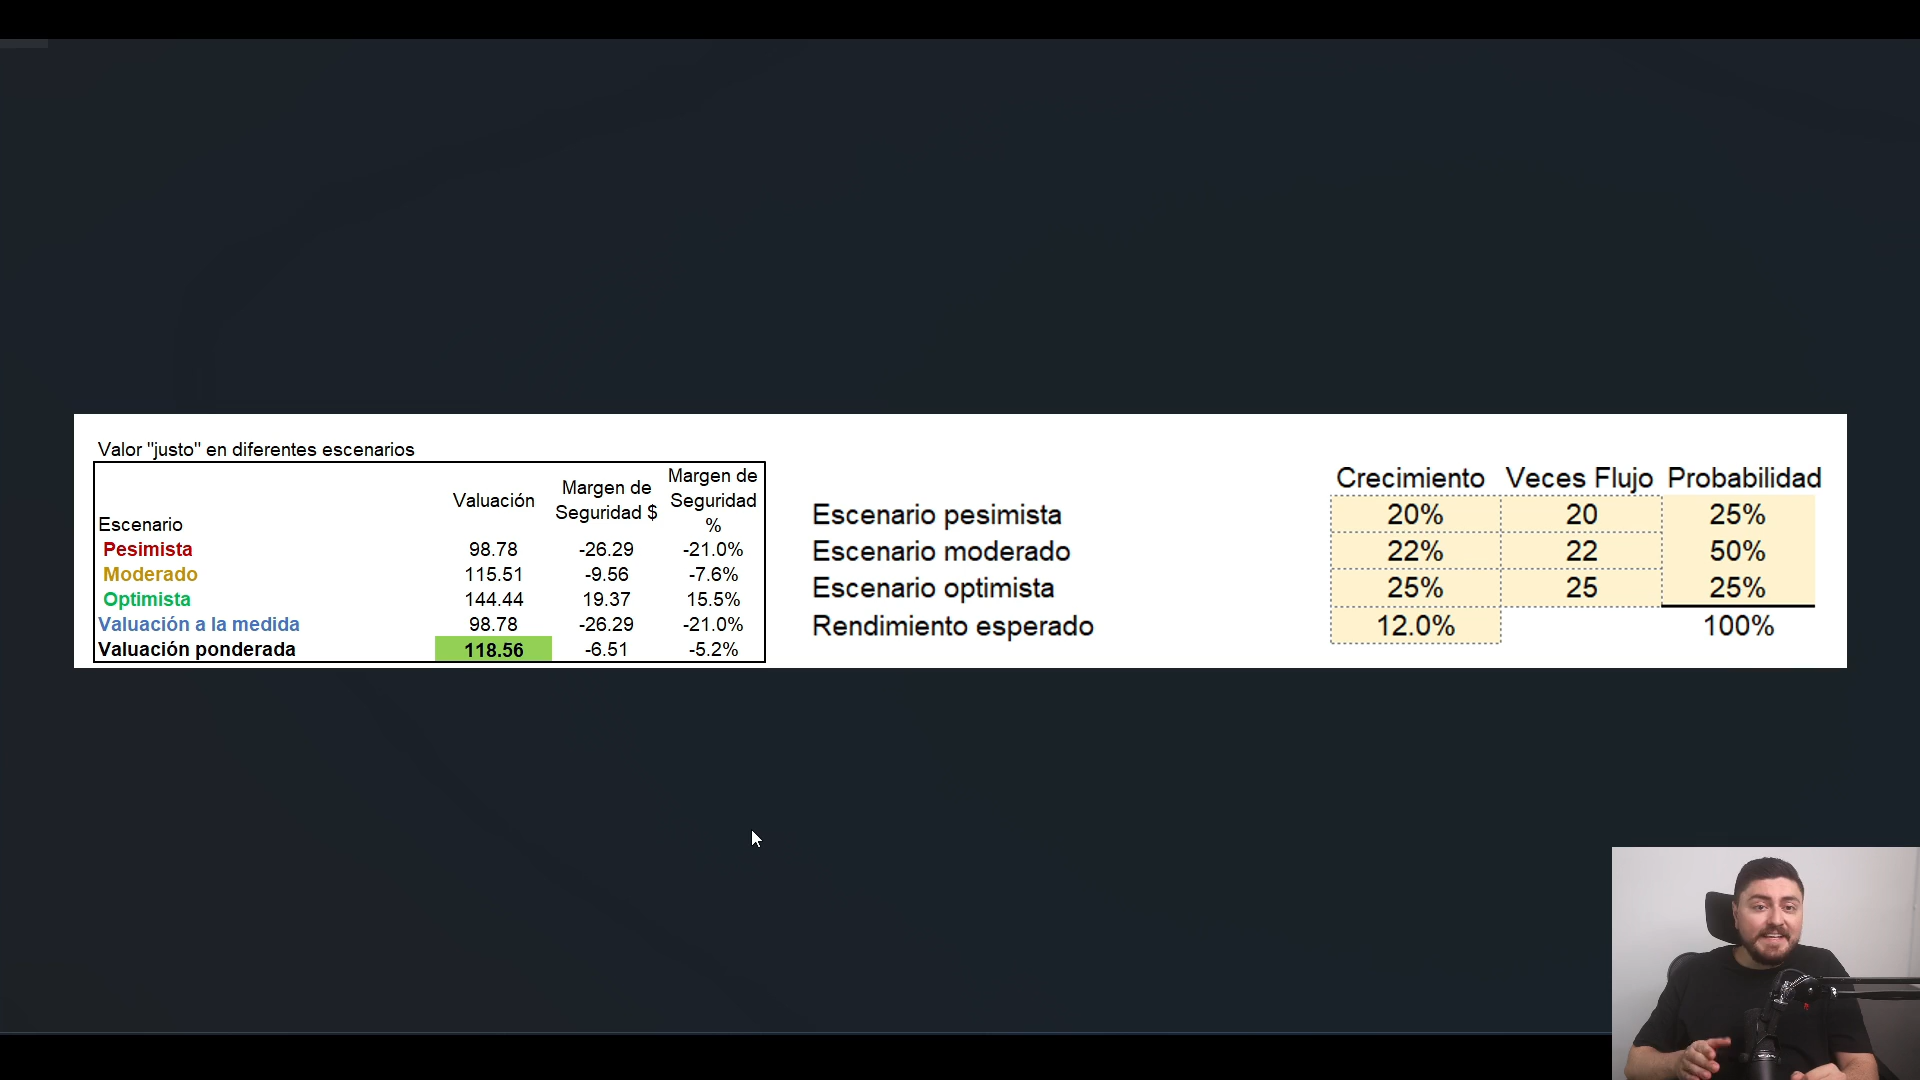 Valor "justo" en diferentes escenarios
Escenario Valuación Margen de Seguridad $ Margen de Seguridad %
Pesimista 98.78 -26.29 -21.0%
Moderado 115.51 -9.56 -7.6%
Optimista 144.44 19.37 15.5%
Valuación a la medida 98.78 -26.29 -21.0%
Valuación ponderada 118.56 -6.51 -5.2%
Crecimiento Veces Flujo Probabilidad
Escenario pesimista 20% 20 25%
Escenario moderado 22% 22 50%
Escenario optimista 25% 25 25%
Rendimiento esperado 12.0% 100%